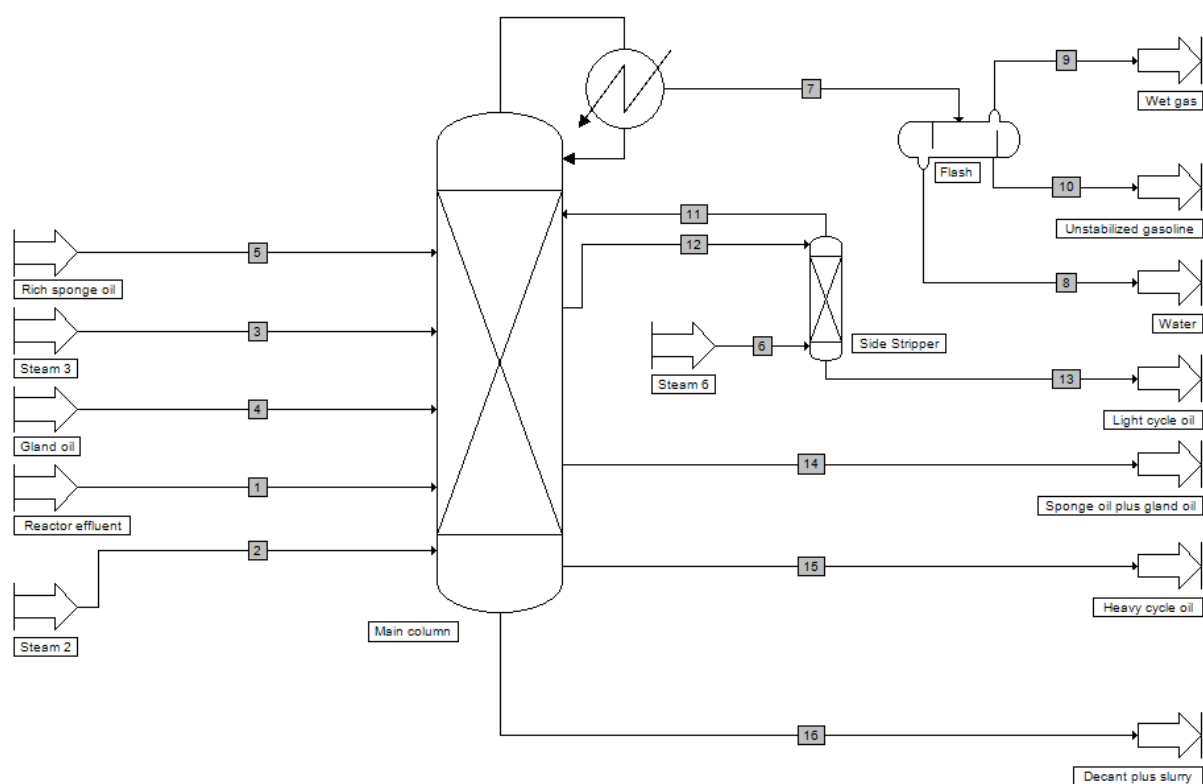 9
Wet gas
7
Flash
10
Unstabilized gasoline
11
12
5
Rich sponge oil
8
Water
3
Steam 3
6
Steam 6
Side Stripper
13
Light cycle oil
4
Gland oil
14
Sponge oil plus gland oil
1
Reactor effluent
2
Steam 2
15
Heavy cycle oil
Main column
16
Decant plus slurry